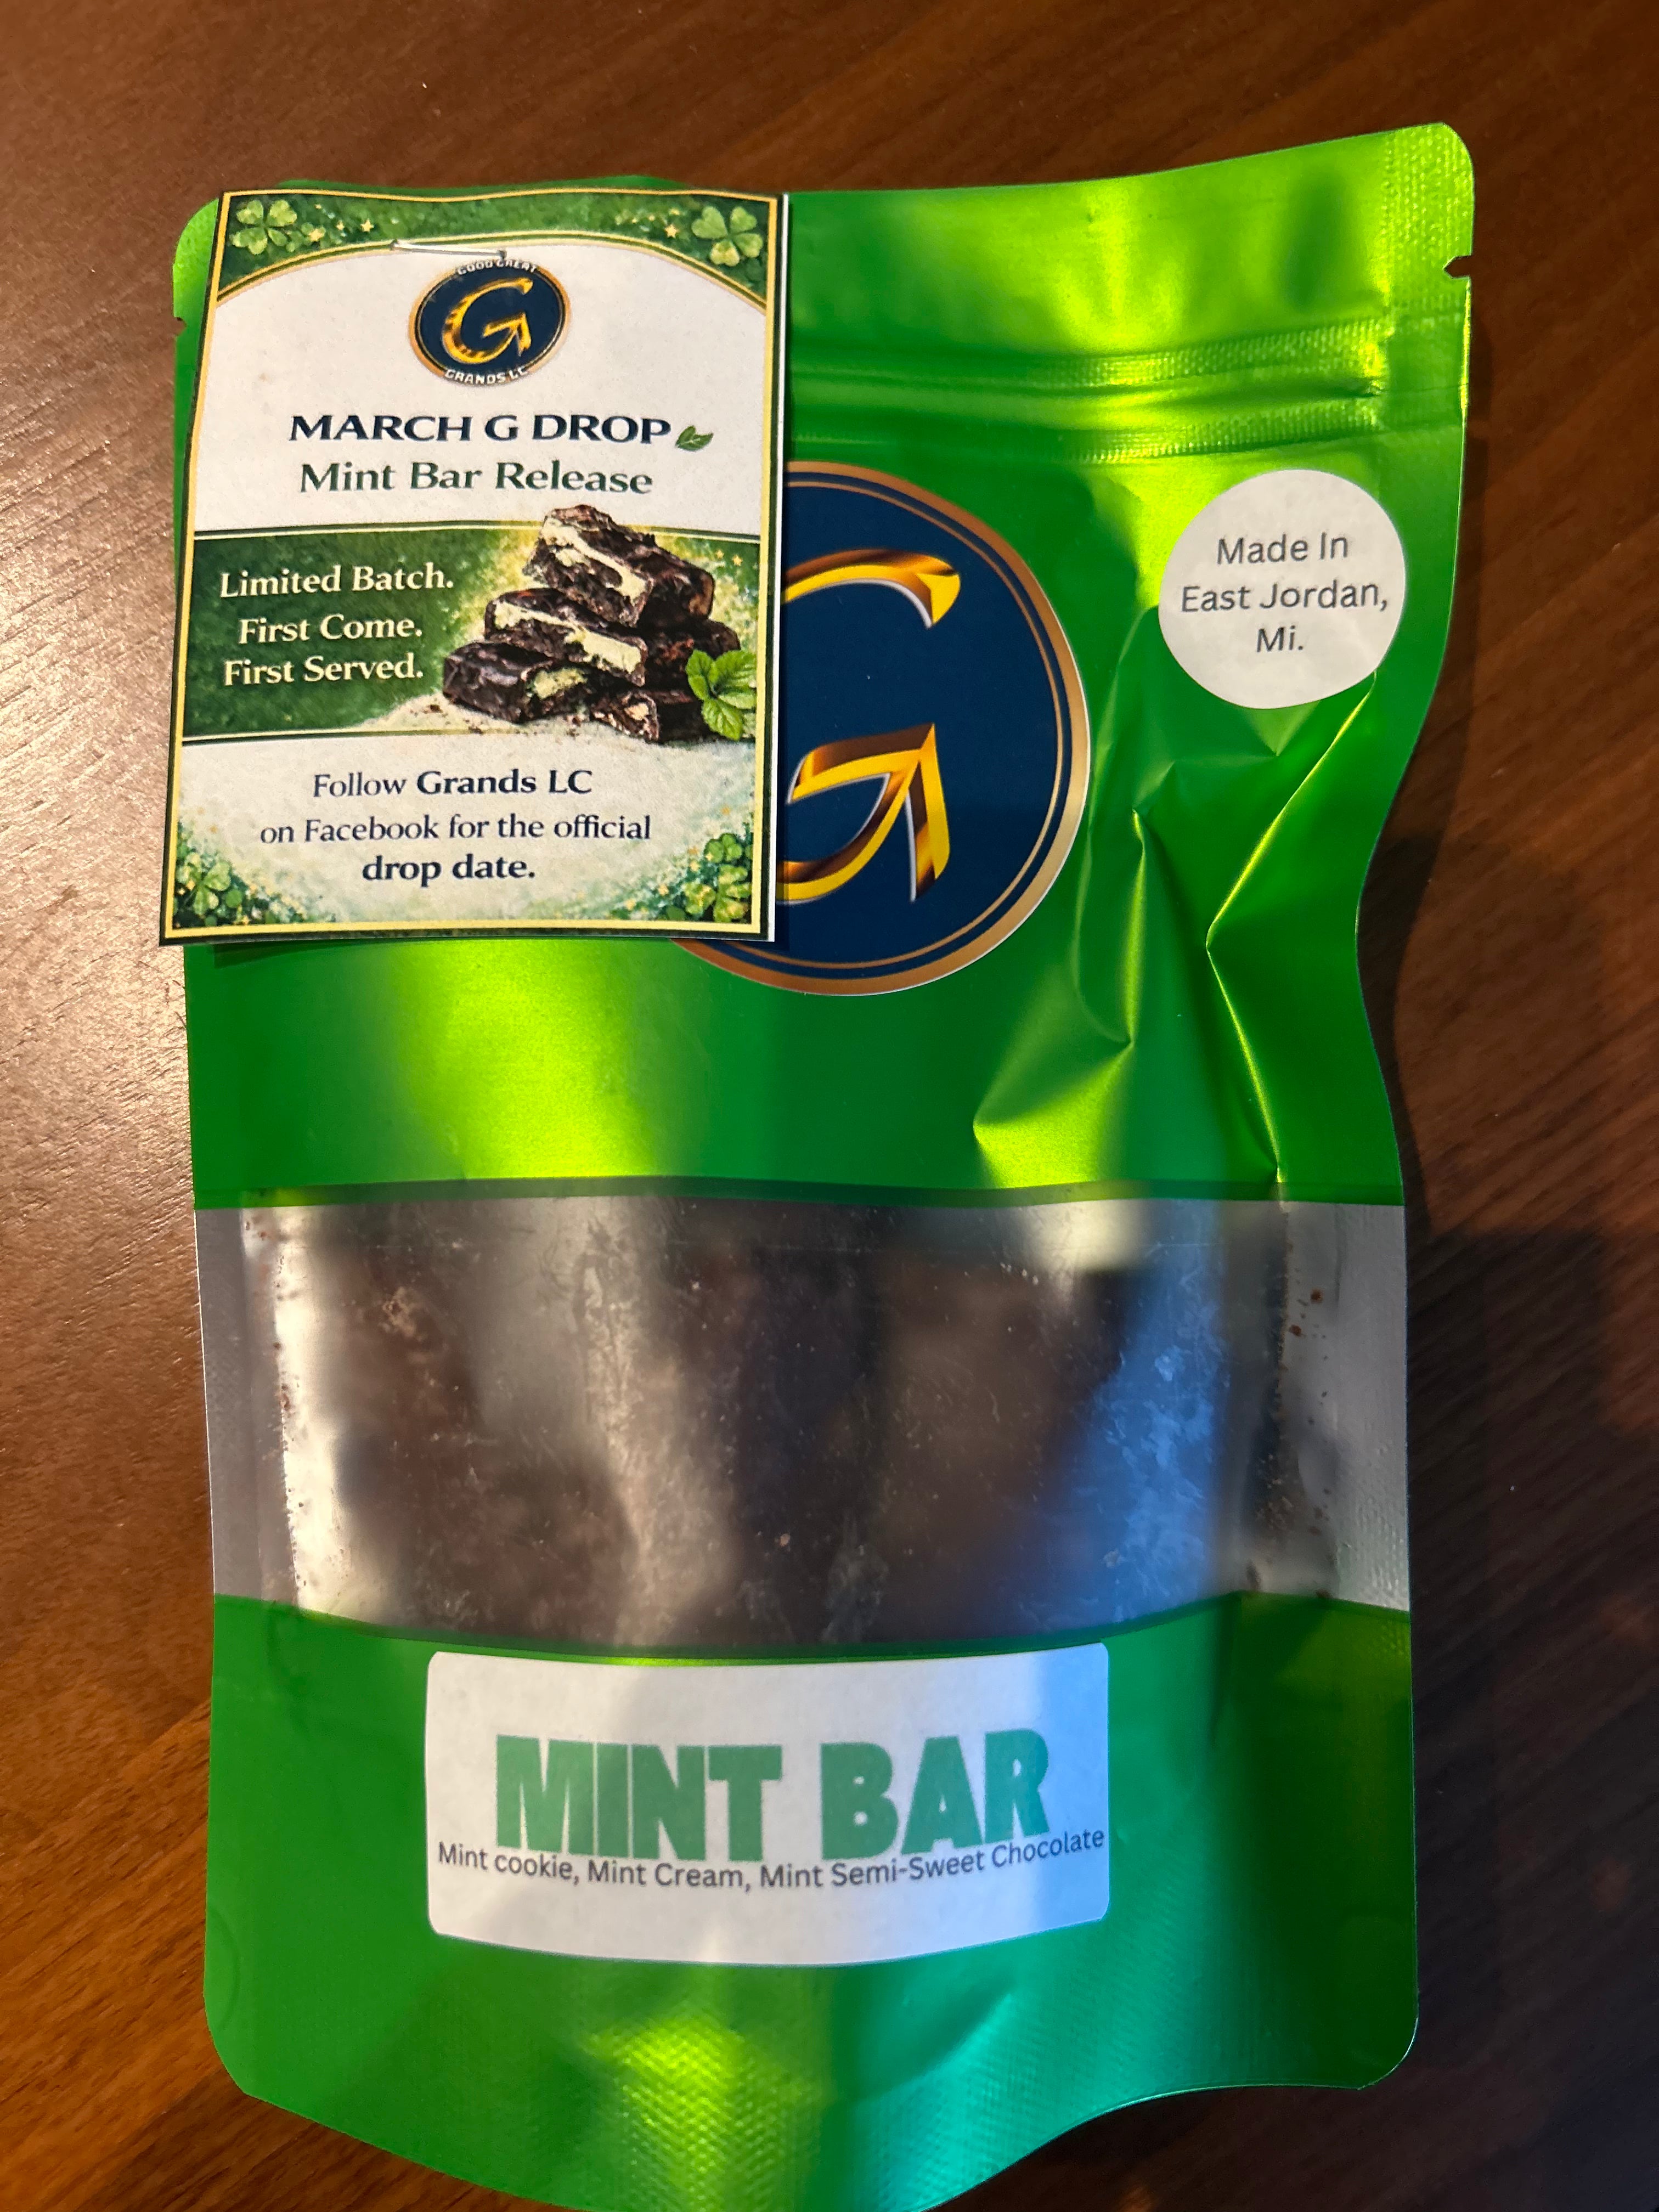 GOOD GREAT
G
GRANDS LC
MARCH G DROP
Mint Bar Release
Limited Batch.
First Come.
First Served.
Follow Grands LC
on Facebook for the official
drop date.
G
Made In
East Jordan,
Mi.
MINT BAR
Mint cookie, Mint Cream, Mint Semi-Sweet Chocolate